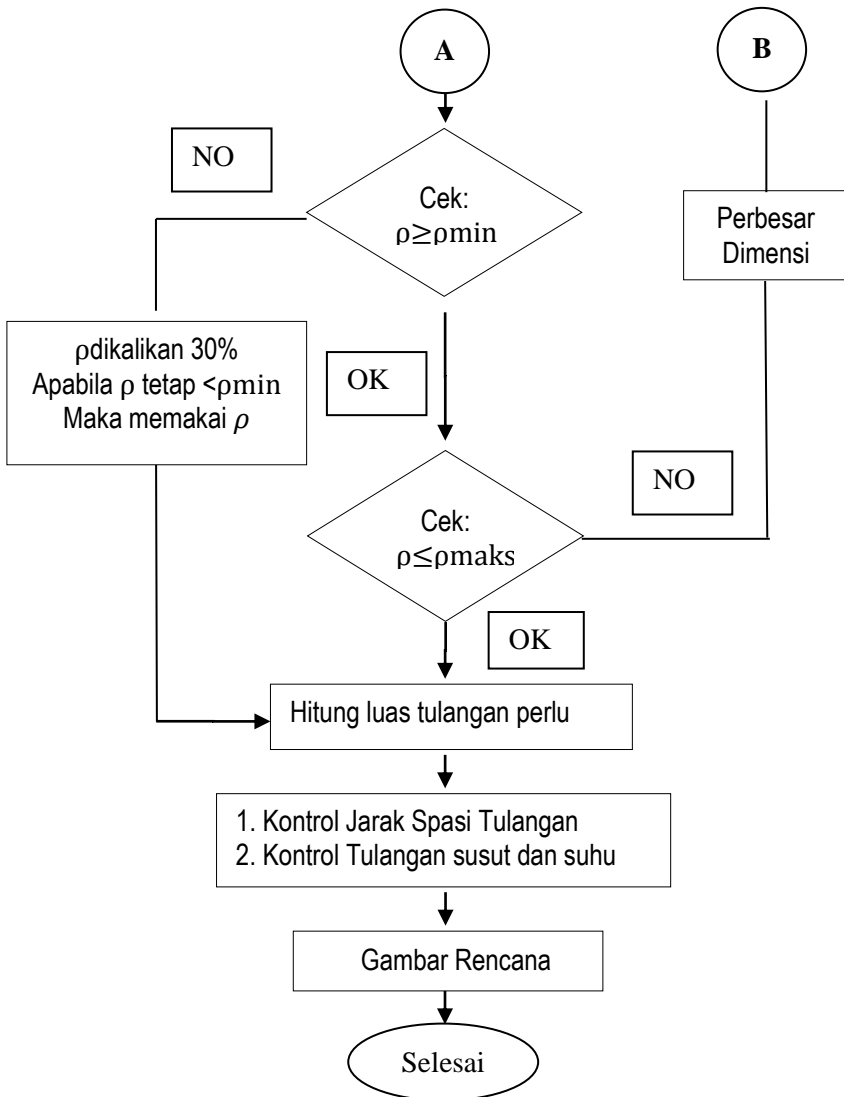 A
B
NO
Cek:
ρ≥ρmin
Perbesar
Dimensi
ρdikalikan 30%
Apabila ρ tetap <ρmin
Maka memakai ρ
OK
Cek:
ρ≤ρmaks
NO
OK
Hitung luas tulangan perlu
1. Kontrol Jarak Spasi Tulangan
2. Kontrol Tulangan susut dan suhu
Gambar Rencana
Selesai